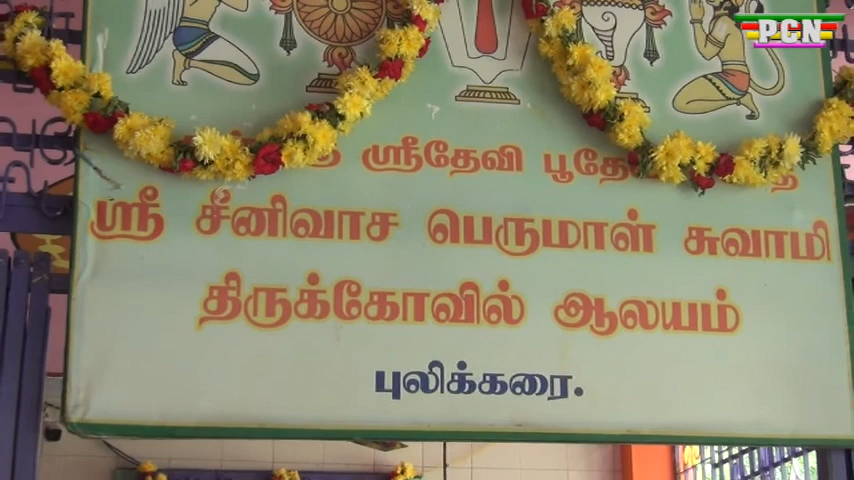 PCN
ஸ்ரீதேவி
ஸ்ரீ சீனிவாச பெருமாள் சுவாமி
திருக்கோவில் ஆலயம்
புலிக்கரை.